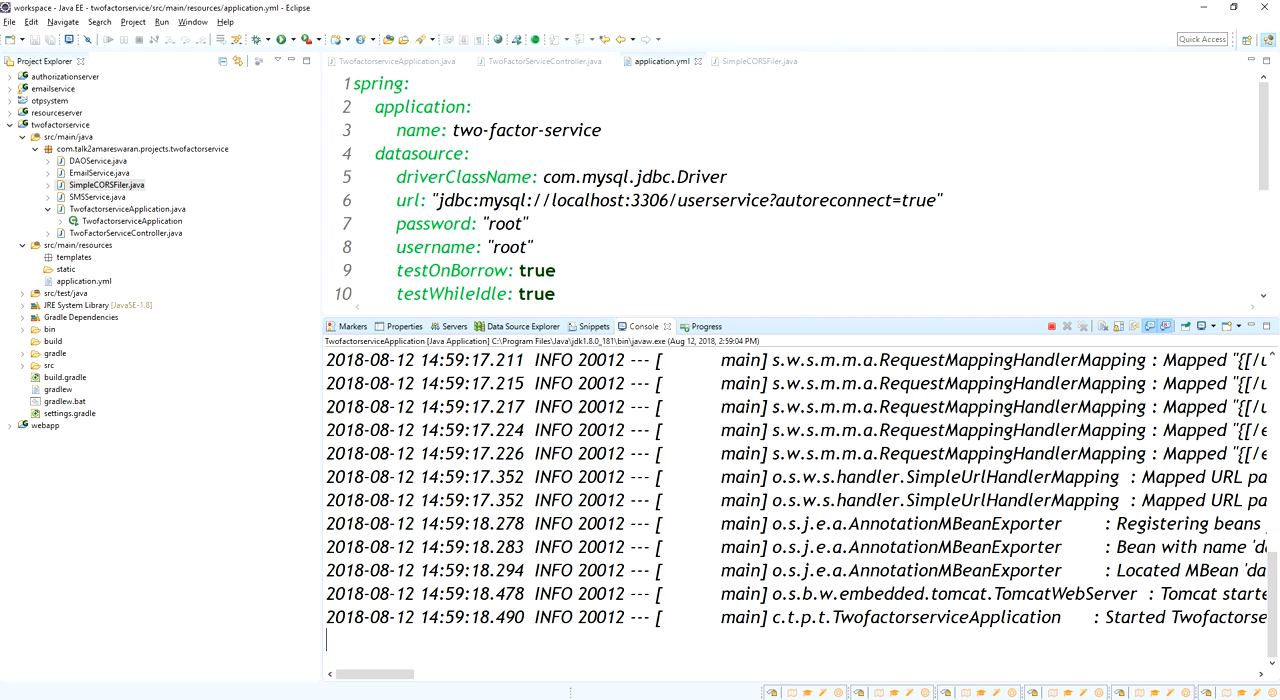 workspace - Java EE - twofactorservice/src/main/resources/application.yml - Eclipse
File Edit Navigate Search Project Run Window Help
Quick Access
Project Explorer
authorizationserver
emailservice
otpsystem
resourceserver
twofactorservice
src/main/java
com.talk2amareswaran.projects.twofactorservice
DAOService.java
EmailService.java
SimpleCORSFiler.java
SMSService.java
TwofactorserviceApplication.java
TwofactorserviceApplication
TwoFactorServiceController.java
src/main/resources
templates
static
application.yml
src/test/java
JRE System Library [JavaSE-1.8]
Gradle Dependencies
bin
build
gradle
src
build.gradle
gradlew
gradlew.bat
settings.gradle
webapp
TwofactorserviceApplication.java TwoFactorServiceController.java application.yml SimpleCORSFiler.java
1 spring:
2 application:
3 name: two-factor-service
4 datasource:
5 driverClassName: com.mysql.jdbc.Driver
6 url: "jdbc:mysql://localhost:3306/userservice?autoreconnect=true"
7 password: "root"
8 username: "root"
9 testOnBorrow: true
10 testWhileIdle: true
Markers Properties Servers Data Source Explorer Snippets Console Progress
TwofactorserviceApplication [Java Application] C:\Program Files\Java\jdk1.8.0_181\bin\javaw.exe (Aug 12, 2018, 2:59:04 PM)
2018-08-12 14:59:17.211 INFO 20012 --- [ main] s.w.s.m.m.a.RequestMappingHandlerMapping : Mapped "{[/u
2018-08-12 14:59:17.215 INFO 20012 --- [ main] s.w.s.m.m.a.RequestMappingHandlerMapping : Mapped "{[/u
2018-08-12 14:59:17.217 INFO 20012 --- [ main] s.w.s.m.m.a.RequestMappingHandlerMapping : Mapped "{[/u
2018-08-12 14:59:17.224 INFO 20012 --- [ main] s.w.s.m.m.a.RequestMappingHandlerMapping : Mapped "{[/e
2018-08-12 14:59:17.226 INFO 20012 --- [ main] s.w.s.m.m.a.RequestMappingHandlerMapping : Mapped "{[/e
2018-08-12 14:59:17.352 INFO 20012 --- [ main] o.s.w.s.handler.SimpleUrlHandlerMapping : Mapped URL pa
2018-08-12 14:59:17.352 INFO 20012 --- [ main] o.s.w.s.handler.SimpleUrlHandlerMapping : Mapped URL pa
2018-08-12 14:59:18.278 INFO 20012 --- [ main] o.s.j.e.a.AnnotationMBeanExporter : Registering beans
2018-08-12 14:59:18.283 INFO 20012 --- [ main] o.s.j.e.a.AnnotationMBeanExporter : Bean with name 'da
2018-08-12 14:59:18.294 INFO 20012 --- [ main] o.s.j.e.a.AnnotationMBeanExporter : Located MBean 'da
2018-08-12 14:59:18.478 INFO 20012 --- [ main] o.s.b.w.embedded.tomcat.TomcatWebServer : Tomcat starte
2018-08-12 14:59:18.490 INFO 20012 --- [ main] c.t.p.t.TwofactorserviceApplication : Started Twofactorse